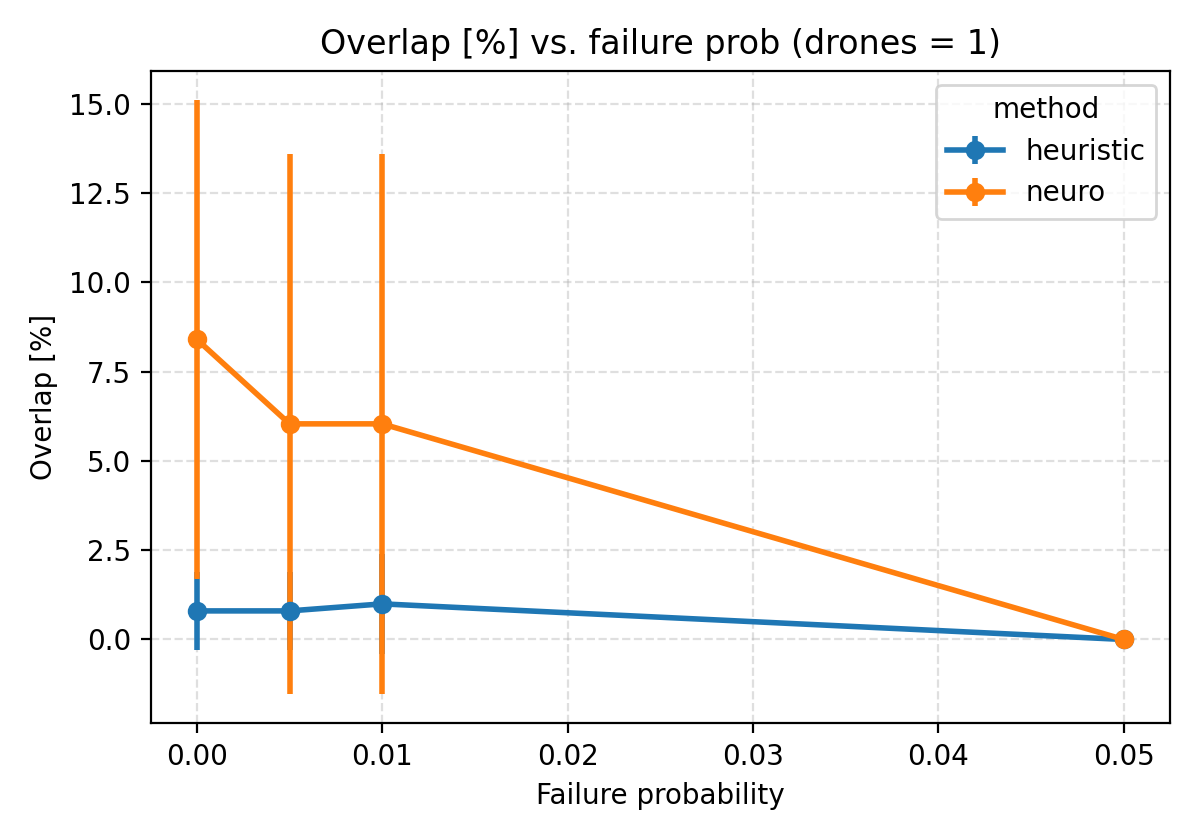 Overlap [%] vs. failure prob (drones = 1)
method
heuristic
neuro
15.0
12.5
10.0
7.5
5.0
2.5
0.0
Overlap [%]
0.00 0.01 0.02 0.03 0.04 0.05
Failure probability